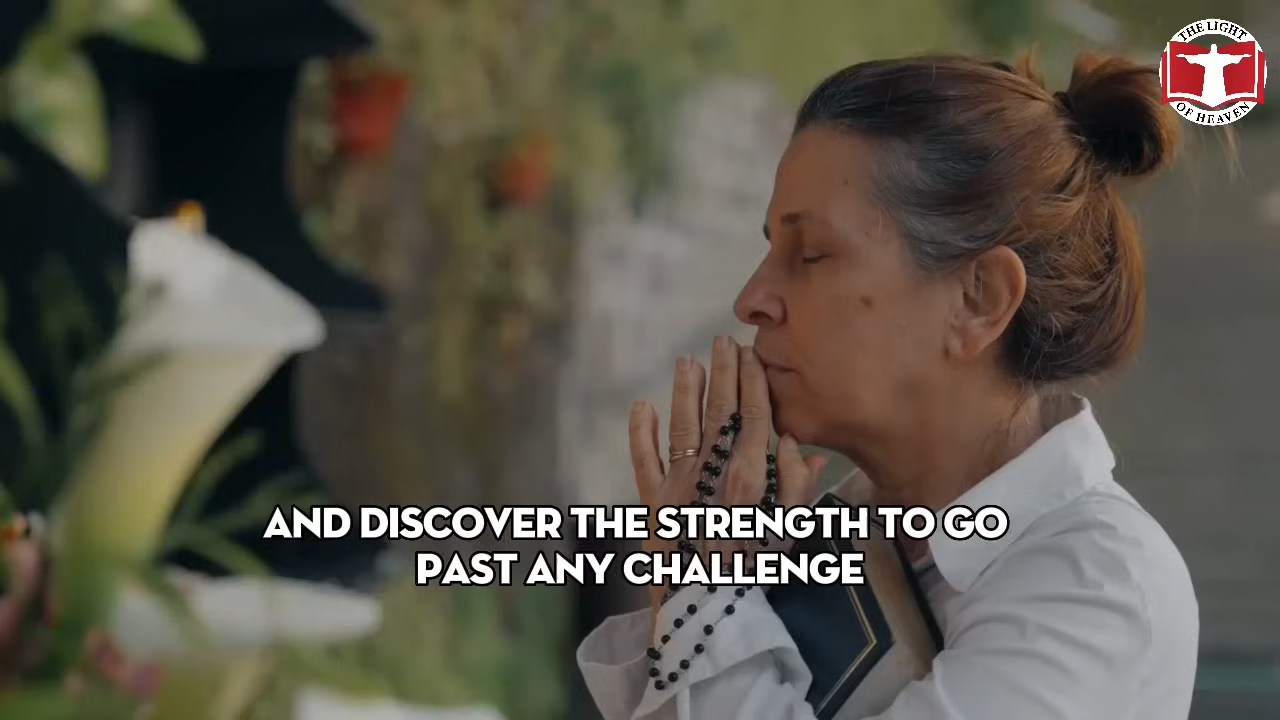 THE LIGHT
OF HEAVEN
AND DISCOVER THE STRENGTH TO GO
PAST ANY CHALLENGE